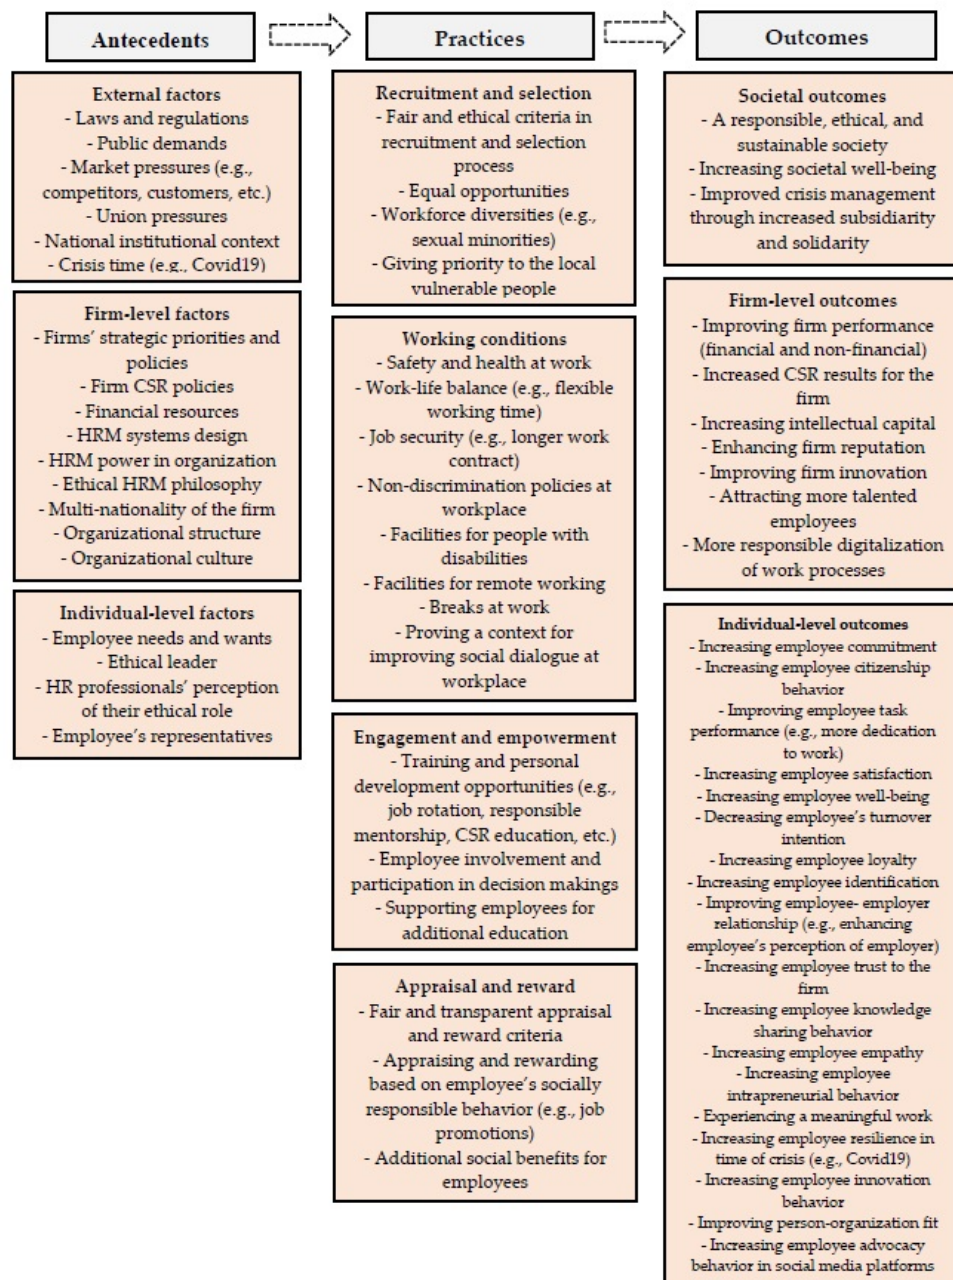 Antecedents
Practices
Outcomes
External factors
- Laws and regulations
- Public demands
- Market pressures (e.g.,
competitors, customers, etc.)
- Union pressures
- National institutional context
- Crisis time (e.g., Covid19)
Firm-level factors
- Firms' strategic priorities and
policies
- Firm CSR policies
- Financial resources
- HRM systems design
- HRM power in organization
- Ethical HRM philosophy
- Multi-nationality of the firm
- Organizational structure
- Organizational culture
Individual-level factors
- Employee needs and wants
- Ethical leader
- HR professionals' perception
of their ethical role
- Employee's representatives
Recruitment and selection
- Fair and ethical criteria in
recruitment and selection
process
- Equal opportunities
- Workforce diversities (e.g.,
sexual minorities)
- Giving priority to the local
vulnerable people
Working conditions
- Safety and health at work
- Work-life balance (e.g., flexible
working time)
- Job security (e.g., longer work
contract)
- Non-discrimination policies at
workplace
- Facilities for people with
disabilities
- Facilities for remote working
- Breaks at work
- Proving a context for
improving social dialogue at
workplace
Engagement and empowerment
- Training and personal
development opportunities (e.g.,
job rotation, responsible
mentorship, CSR education, etc.)
- Employee involvement and
participation in decision makings
- Supporting employees for
additional education
Appraisal and reward
- Fair and transparent appraisal
and reward criteria
- Appraising and rewarding
based on employee's socially
responsible behavior (e.g., job
promotions)
- Additional social benefits for
employees
Societal outcomes
- A responsible, ethical, and
sustainable society
- Increasing societal well-being
- Improved crisis management
through increased subsidiarity
and solidarity
Firm-level outcomes
- Improving firm performance
(financial and non-financial)
- Increased CSR results for the
firm
- Increasing intellectual capital
- Enhancing firm reputation
- Improving firm innovation
- Attracting more talented
employees
- More responsible digitalization
of work processes
Individual-level outcomes
- Increasing employee commitment
- Increasing employee citizenship
behavior
- Improving employee task
performance (e.g., more dedication
to work)
- Increasing employee satisfaction
- Increasing employee well-being
- Decreasing employee's turnover
intention
- Increasing employee loyalty
- Increasing employee identification
- Improving employee- employer
relationship (e.g., enhancing
employee's perception of employer)
- Increasing employee trust to the
firm
- Increasing employee knowledge
sharing behavior
- Increasing employee empathy
- Increasing employee
intrapreneurial behavior
- Experiencing a meaningful work
- Increasing employee resilience in
time of crisis (e.g., Covid19)
- Increasing employee innovation
behavior
- Improving person-organization fit
- Increasing employee advocacy
behavior in social media platforms